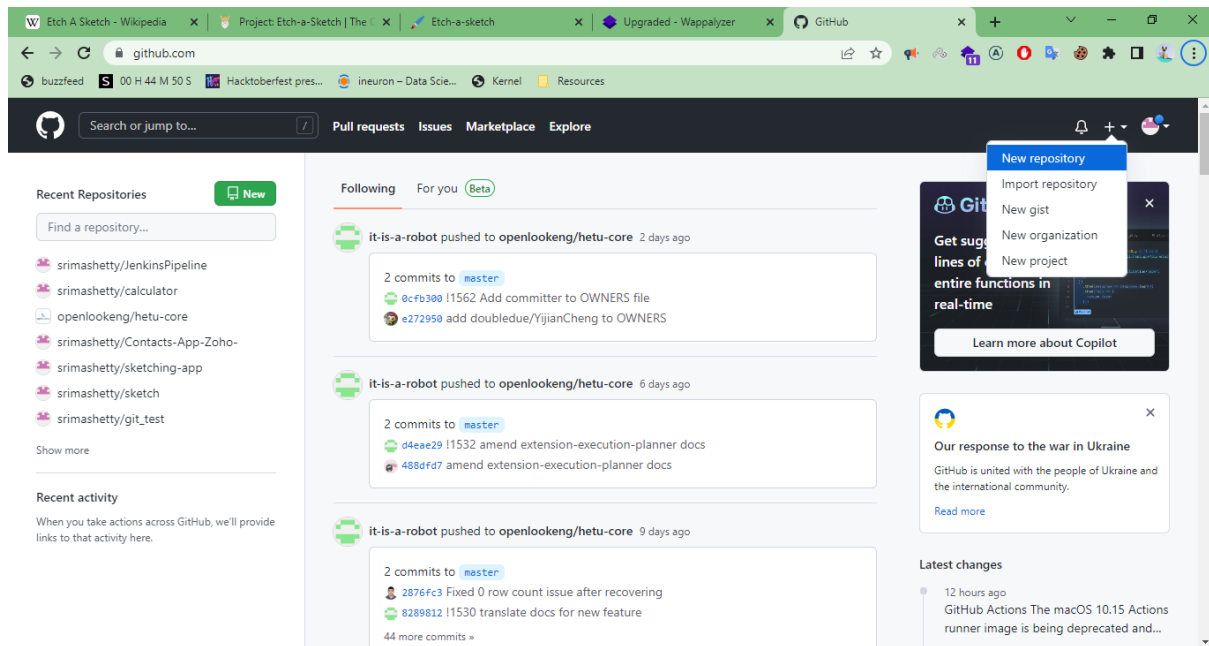 Etch A Sketch - Wikipedia
Project: Etch-a-Sketch | The
Etch-a-sketch
Upgraded - Wappalyzer
GitHub
github.com
11
buzzfeed
S 00 H 44 M 50 S
Hacktoberfest pres...
ineuron – Data Scie...
Kernel
Resources
Search or jump to... /
Pull requests Issues Marketplace Explore
New repository
Import repository
New gist
New organization
New project
Recent Repositories
New
Find a repository...
srimashetty/JenkinsPipeline
srimashetty/calculator
openlookeng/hetu-core
srimashetty/Contacts-App-Zoho-
srimashetty/sketching-app
srimashetty/sketch
srimashetty/git_test
Show more
Recent activity
When you take actions across GitHub, we'll provide
links to that activity here.
Following For you Beta
it-is-a-robot pushed to openlookeng/hetu-core 2 days ago
2 commits to master
0cfb300 !1562 Add committer to OWNERS file
e272950 add doubledue/YijianCheng to OWNERS
it-is-a-robot pushed to openlookeng/hetu-core 6 days ago
2 commits to master
d4eae29 !1532 amend extension-execution-planner docs
488dfd7 amend extension-execution-planner docs
it-is-a-robot pushed to openlookeng/hetu-core 9 days ago
2 commits to master
2876fc3 Fixed 0 row count issue after recovering
8289812 !1530 translate docs for new feature
44 more commits »
Git
Get sug
lines of
entire functions in
real-time
Learn more about Copilot
Our response to the war in Ukraine
GitHub is united with the people of Ukraine and
the international community.
Read more
Latest changes
12 hours ago
GitHub Actions The macOS 10.15 Actions
runner image is being deprecated and...